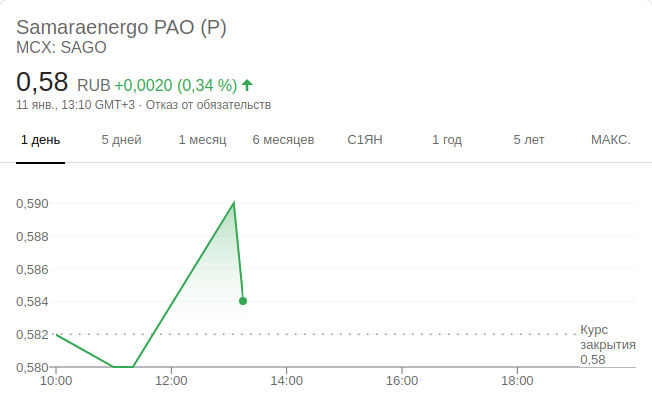 Samaraenergo PAO (P)
MCX: SAGO
0,58 RUB +0,0020 (0,34 %)
11 янв., 13:10 GMT+3 · Отказ от обязательств
1 день 5 дней 1 месяц 6 месяцев С1ЯН 1 год 5 лет МАКС.
0,590
0,588
0,586
0,584
0,582
0,580
Курс
закрытия
0,58
10:00 12:00 14:00 16:00 18:00